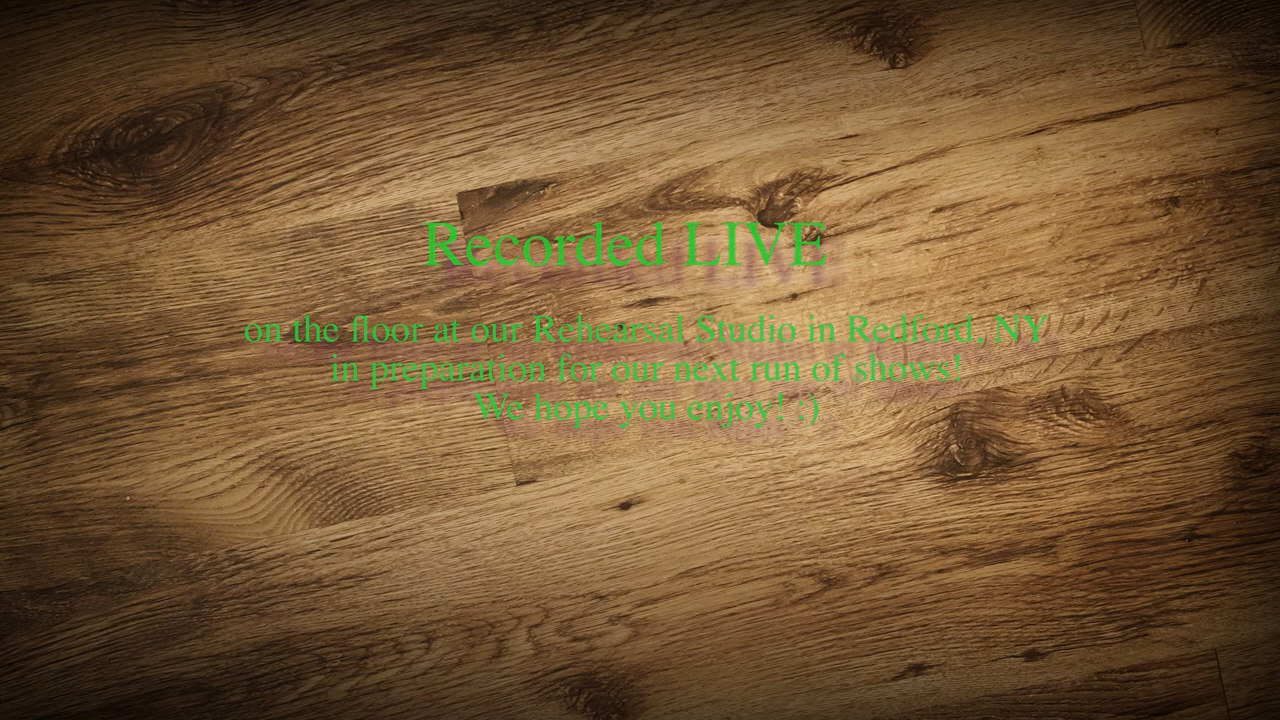 Recorded LIVE
on the floor at our Rehearsal Studio in Redford, NY
in preparation for our next run of shows!
We hope you enjoy! :)